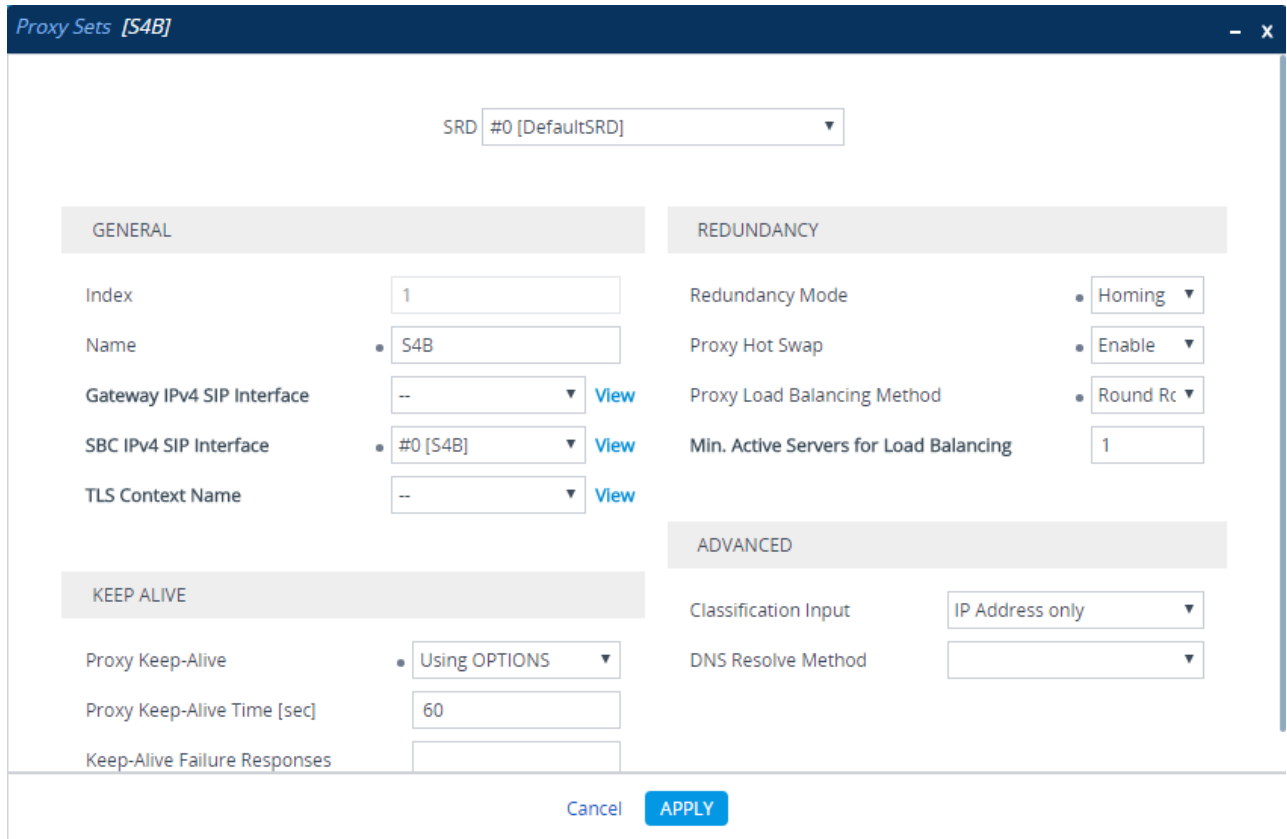 Proxy Sets [S4B]
– x
SRD #0 [DefaultSRD]
GENERAL
Index 1
Name S4B
Gateway IPv4 SIP Interface -- View
SBC IPv4 SIP Interface #0 [S4B] View
TLS Context Name -- View
KEEP ALIVE
Proxy Keep-Alive Using OPTIONS
Proxy Keep-Alive Time [sec] 60
Keep-Alive Failure Responses
REDUNDANCY
Redundancy Mode Homing
Proxy Hot Swap Enable
Proxy Load Balancing Method Round Ro
Min. Active Servers for Load Balancing 1
ADVANCED
Classification Input IP Address only
DNS Resolve Method
Cancel APPLY